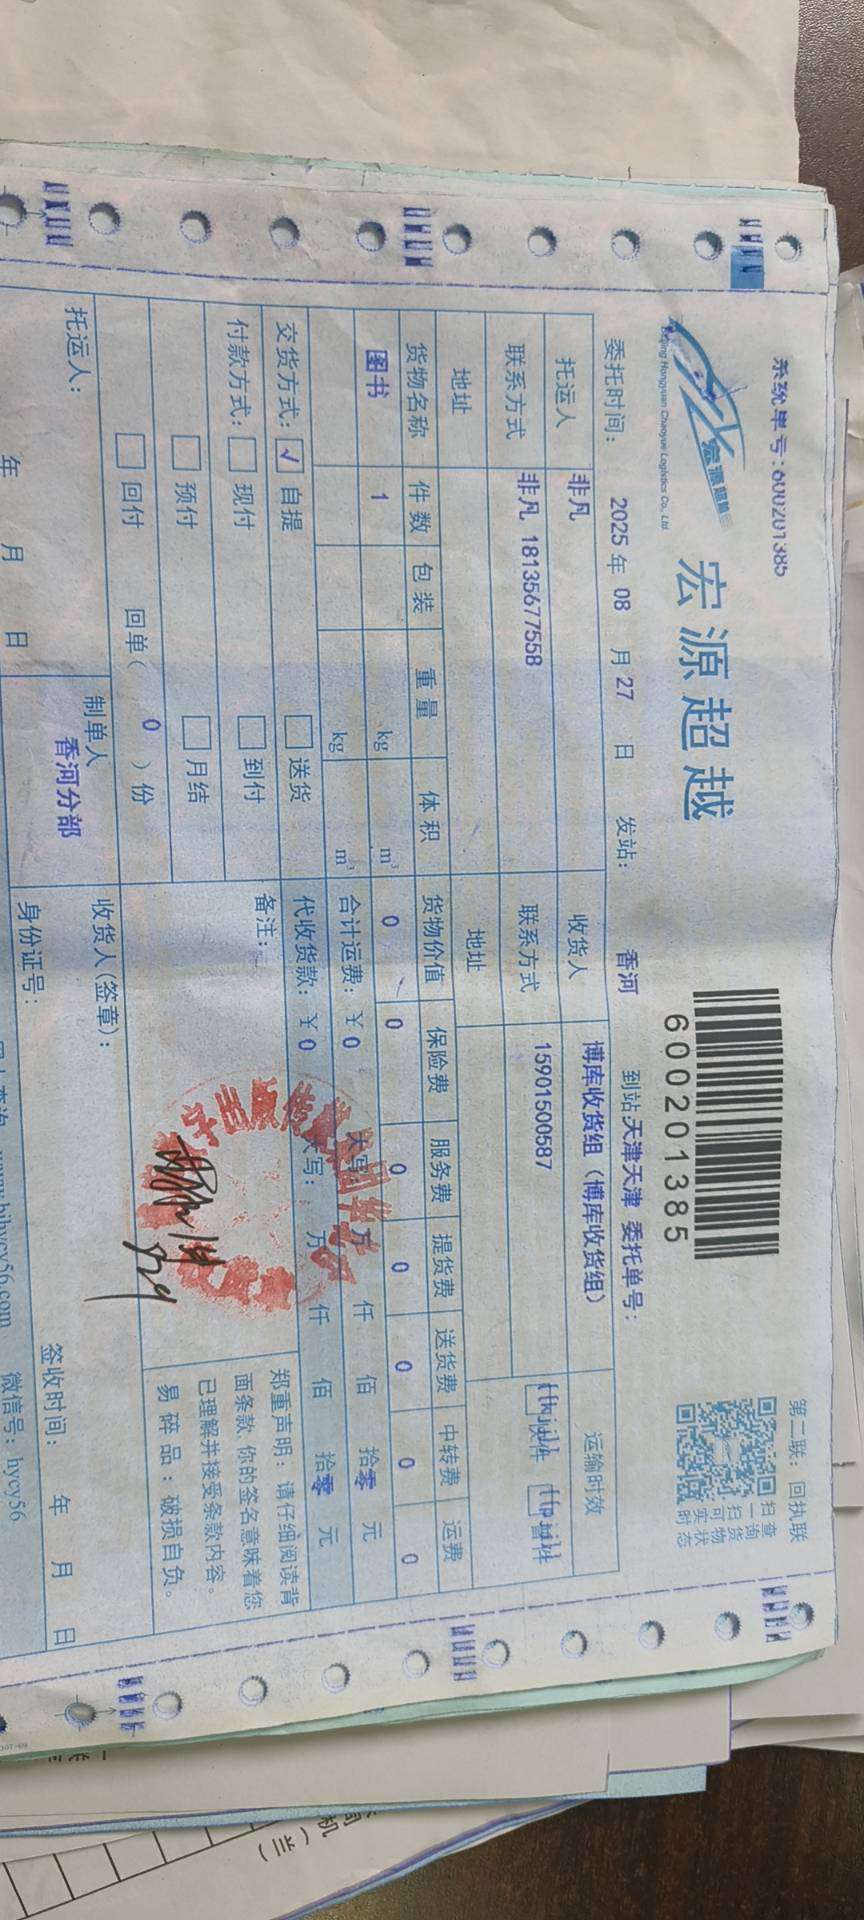 系统单号:600201385
宏源超越
Beijing Hongyuan Chaoyue Logistics Co., Ltd.
宏源超越
600201385
第二联：回执联
扫一扫 查询货物状态
可实时
委托时间： 2025 年 08 月 27 日 发站： 香河 到站:天津天津 委托单号:
托运人 非凡 收货人 博库收货组（博库收货组） 运输时效
联系方式 非凡 18135677558 联系方式 15901500587
地址 地址
货物名称 件数 包装 重量 体积 货物价值 保险费 服务费 提货费 送货费 中转费 运费
图书 1 kg m³ 0 0 0 0 0 0 0
kg m³ 合计运费：￥0 大写： 万 仟 佰 拾零 元
交货方式： √ 自提 送货 代收货款：￥0 大写： 万 仟 佰 拾零 元
付款方式： 现付 到付 备注：
预付 月结
回付 回单（ 0 ）份
郑重声明：请仔细阅读背
面条款 你的签名意味着您
已理解并接受条款内容。
易碎品：破损自负。
托运人： 制单人 收货人(签章)：
香河分部
年 月 日 身份证号： 签收时间： 年 月 日
www.bjhycy56.com 微信号：hycy56